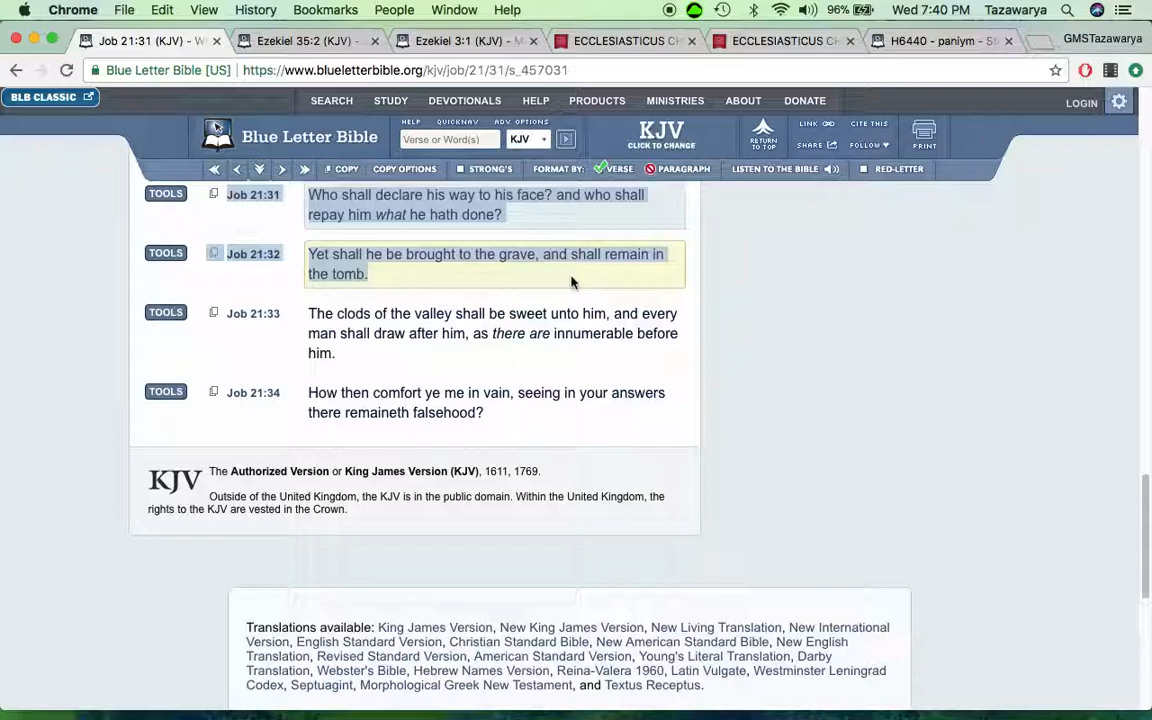 Chrome File Edit View History Bookmarks People Window Help 96% Wed 7:40 PM Tazawarya
Job 21:31 (KJV) - W Ezekiel 35:2 (KJV) - Ezekiel 3:1 (KJV) - M ECCLESIASTICUS CH ECCLESIASTICUS CH H6440 - paniym - St GMSTazawarya
Blue Letter Bible [US] https://www.blueletterbible.org/kjv/job/21/31/s_457031
BLB CLASSIC SEARCH STUDY DEVOTIONALS HELP PRODUCTS MINISTRIES ABOUT DONATE LOGIN
HELP QUICKNAV ADV. OPTIONS
Blue Letter Bible Verse or Word(s) KJV KJV CLICK TO CHANGE RETURN TO TOP LINK CITE THIS SHARE FOLLOW PRINT
COPY COPY OPTIONS STRONG'S FORMAT BY: VERSE PARAGRAPH LISTEN TO THE BIBLE RED-LETTER
TOOLS Job 21:31 Who shall declare his way to his face? and who shall
repay him what he hath done?
TOOLS Job 21:32 Yet shall he be brought to the grave, and shall remain in
the tomb.
TOOLS Job 21:33 The clods of the valley shall be sweet unto him, and every
man shall draw after him, as there are innumerable before
him.
TOOLS Job 21:34 How then comfort ye me in vain, seeing in your answers
there remaineth falsehood?
KJV The Authorized Version or King James Version (KJV), 1611, 1769.
Outside of the United Kingdom, the KJV is in the public domain. Within the United Kingdom, the
rights to the KJV are vested in the Crown.
Translations available: King James Version, New King James Version, New Living Translation, New International
Version, English Standard Version, Christian Standard Bible, New American Standard Bible, New English
Translation, Revised Standard Version, American Standard Version, Young's Literal Translation, Darby
Translation, Webster's Bible, Hebrew Names Version, Reina-Valera 1960, Latin Vulgate, Westminster Leningrad
Codex, Septuagint, Morphological Greek New Testament, and Textus Receptus.